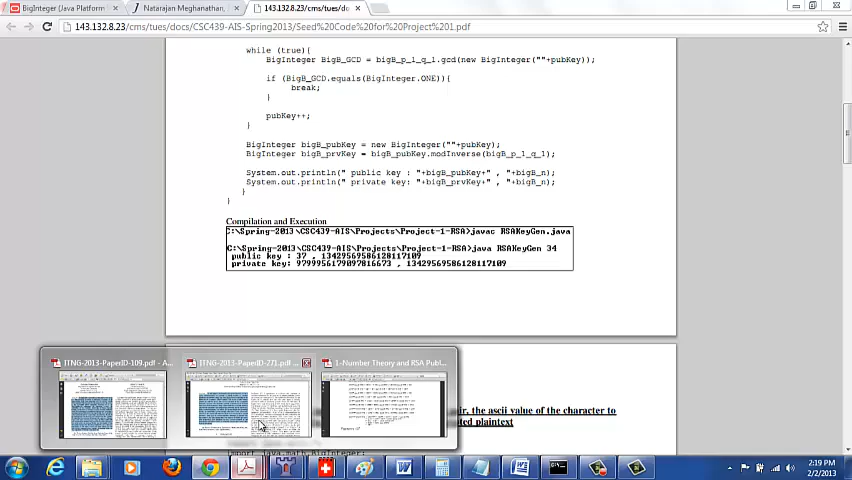 BigInteger (Java Platform
Natarajan Meghanathan,
143.132.8.23/cms/tues/do
143.132.8.23/cms/tues/docs/CSC439-AIS-Spring2013/Seed%20Code%20for%20Project%201.pdf
while (true){
BigInteger BigB_GCD = bigB_p_1_q_1.gcd(new BigInteger(""+pubKey));
if (BigB_GCD.equals(BigInteger.ONE)){
break;
}
pubKey++;
}
BigInteger bigB_pubKey = new BigInteger(""+pubKey);
BigInteger bigB_prvKey = bigB_pubKey.modInverse(bigB_p_1_q_1);
System.out.println(" public key : "+bigB_pubKey+" , "+bigB_n);
System.out.println(" private key: "+bigB_prvKey+" , "+bigB_n);
}
}
Compilation and Execution
C:\Spring-2013\CSC439-AIS\Projects\Project-1-RSA>javac RSAKeyGen.java
C:\Spring-2013\CSC439-AIS\Projects\Project-1-RSA>java RSAKeyGen 34
public key : 37 , 13429569586128117109
private key: 9799956179097816673 , 13429569586128117109
JTNG-2013-PaperID-109.pdf - A...
ITNG-2013-PaperID-271.pdf ...
1-Number Theory and RSA Pub...
ir, the ascii value of the character to
ted plaintext
import java.math.BigInteger;
2:19 PM
2/2/2013